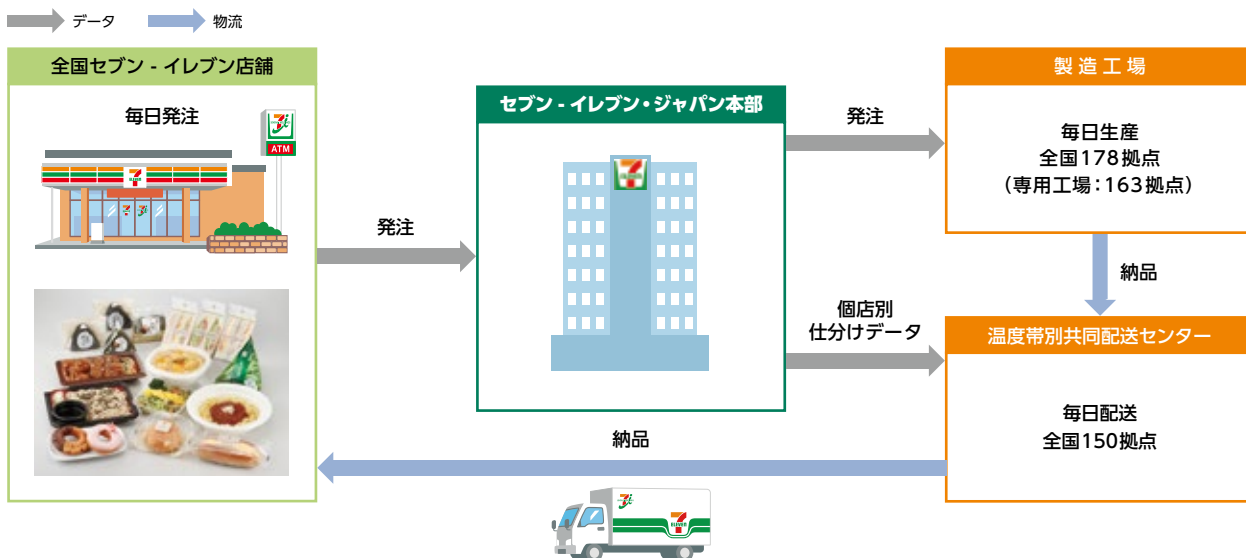 データ
物流
全国セブン - イレブン店舗
毎日発注
ATM
発注
セブン - イレブン・ジャパン本部
発注
個店別
仕分けデータ
製造工場
毎日生産
全国178拠点
（専用工場：163拠点）
納品
温度帯別共同配送センター
毎日配送
全国150拠点
納品